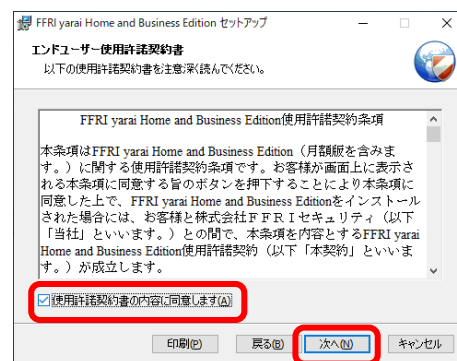 FFRI yarai Home and Business Edition セットアップ
エンドユーザー使用許諾契約書
以下の使用許諾契約書を注意深く読んでください。
FFRI yarai Home and Business Edition使用許諾契約条項
本条項はFFRI yarai Home and Business Edition（月額版を含みま
す。）に関する使用許諾契約条項です。お客様が画面上に表示さ
れる本条項に同意する旨のボタンを押下することにより本条項に
同意した上で、FFRI yarai Home and Business Editionをインストール
された場合には、お客様と株式会社ＦＦＲＩセキュリティ（以下
「当社」といいます。）との間で、本条項を内容とするFFRI yarai
Home and Business Edition使用許諾契約（以下「本契約」といいま
す。）が成立します。
使用許諾契約書の内容に同意します(A)
印刷(P) 戻る(B) 次へ(N) キャンセル